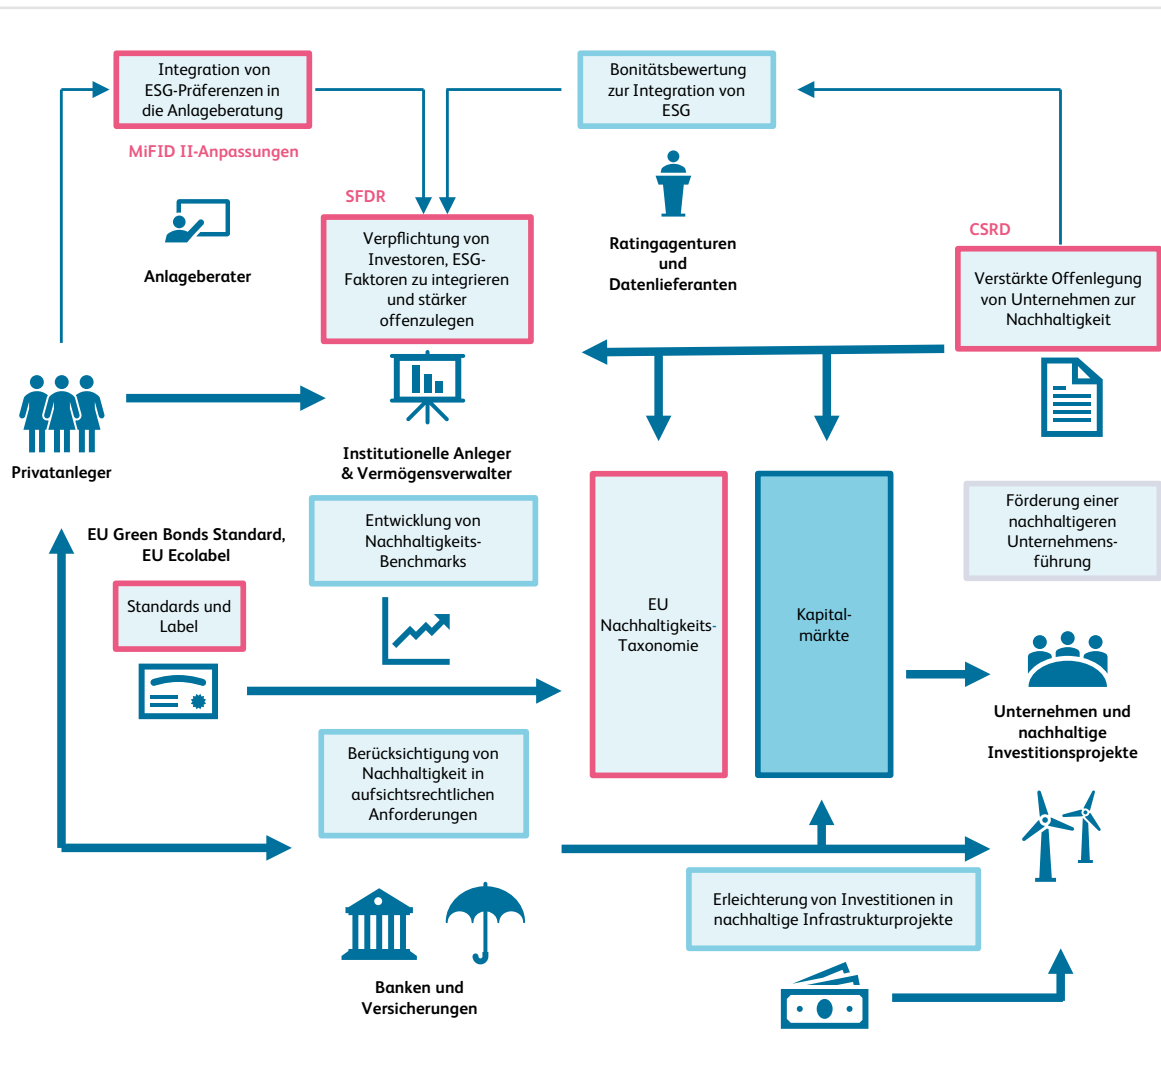 Integration von
ESG-Präferenzen in
die Anlageberatung
MiFID II-Anpassungen
Anlageberater
Bonitätsbewertung
zur Integration von
ESG
Ratingagenturen
und
Datenlieferanten
SFDR
Verpflichtung von
Investoren, ESG-
Faktoren zu integrieren
und stärker
offenzulegen
CSRD
Verstärkte Offenlegung
von Unternehmen zur
Nachhaltigkeit
Privatanleger
Institutionelle Anleger
& Vermögensverwalter
Entwicklung von
Nachhaltigkeits-
Benchmarks
EU Green Bonds Standard,
EU Ecolabel
Standards und
Label
EU
Nachhaltigkeits-
Taxonomie
Kapital-
märkte
Förderung einer
nachhaltigeren
Unternehmens-
führung
Unternehmen und
nachhaltige
Investitionsprojekte
Berücksichtigung von
Nachhaltigkeit in
aufsichtsrechtlichen
Anforderungen
Erleichterung von Investitionen in
nachhaltige Infrastrukturprojekte
Banken und
Versicherungen